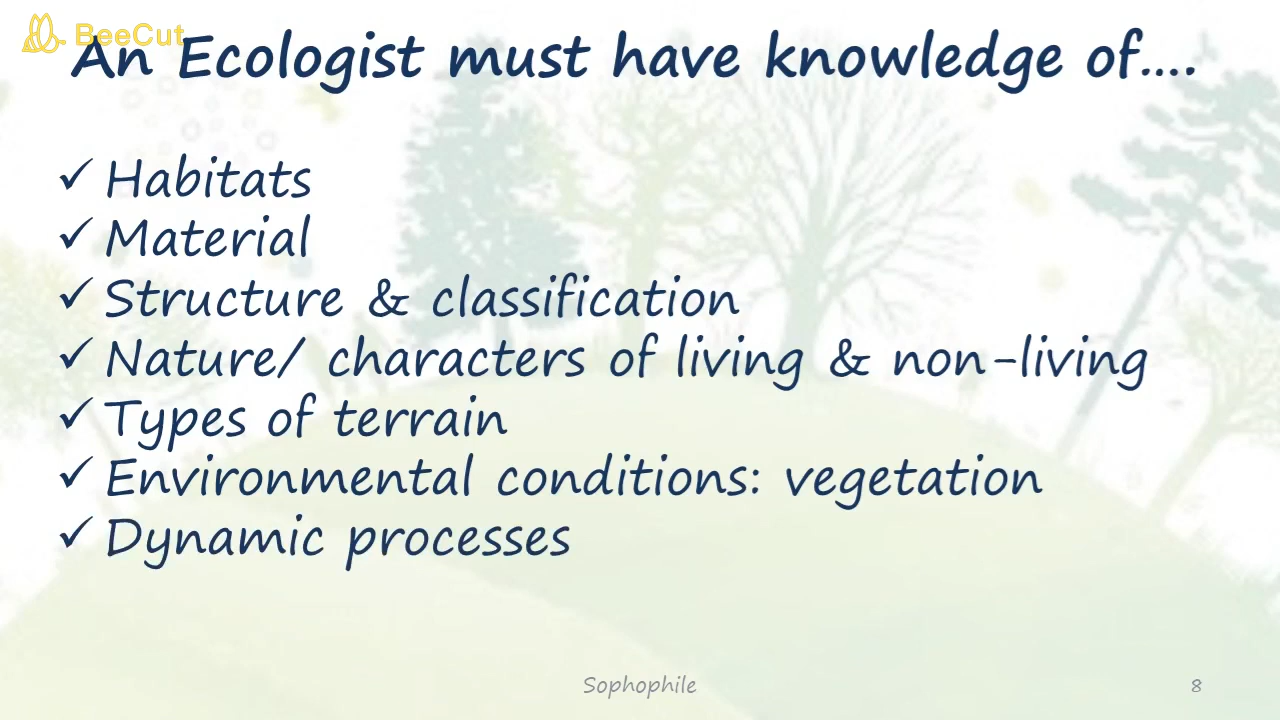 BeeCut
An Ecologist must have knowledge of....
✓ Habitats
✓ Material
✓ Structure & classification
✓ Nature/ characters of living & non-living
✓ Types of terrain
✓ Environmental conditions: vegetation
✓ Dynamic processes
Sophophile
8